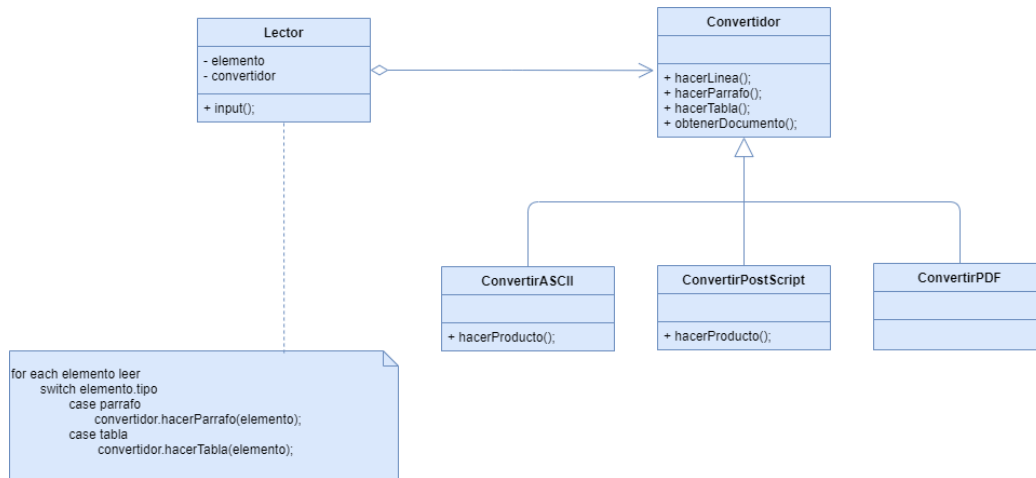 Lector
- elemento
- convertidor
+ input();
Convertidor
+ hacerLinea();
+ hacerParrafo();
+ hacerTabla();
+ obtenerDocumento();
ConvertirASCII
+ hacerProducto();
ConvertirPostScript
+ hacerProducto();
ConvertirPDF
for each elemento leer
switch elemento.tipo
case parrafo
convertidor.hacerParrafo(elemento);
case tabla
convertidor.hacerTabla(elemento);